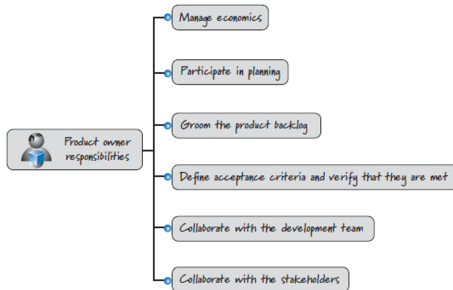 Manage economics
Participate in planning
Groom the product backlog
Product owner
responsibilities
Define acceptance criteria and verify that they are met
Collaborate with the development team
Collaborate with the stakeholders